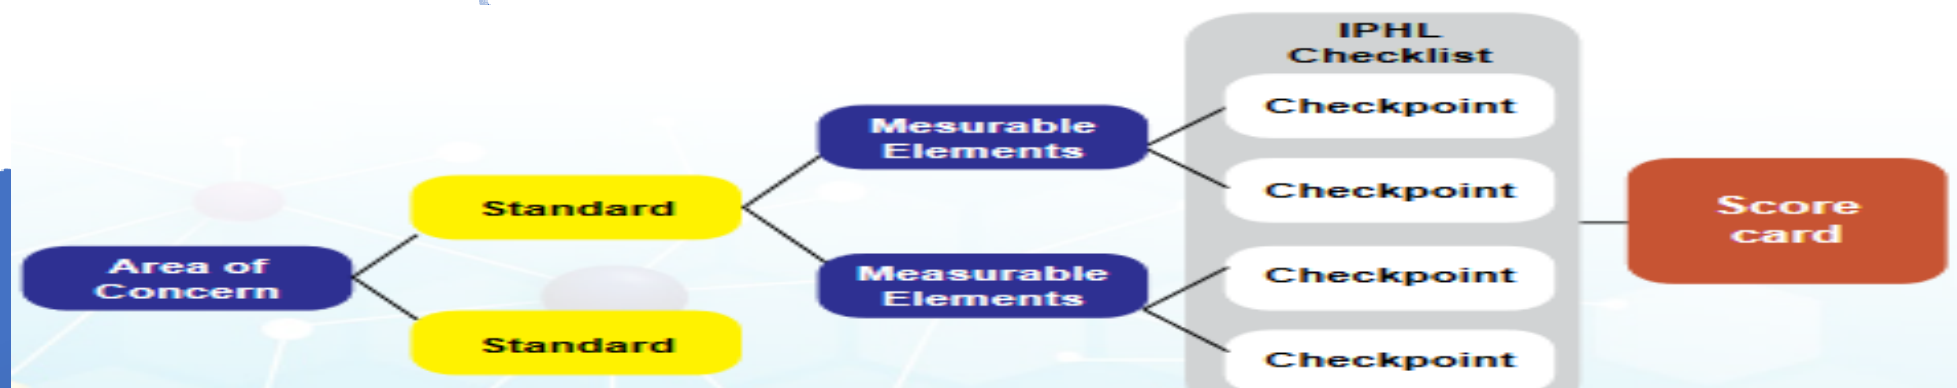 Area of
Concern
Standard
Standard
Mesurable
Elements
Measurable
Elements
IPHL
Checklist
Checkpoint
Checkpoint
Checkpoint
Checkpoint
Score
card